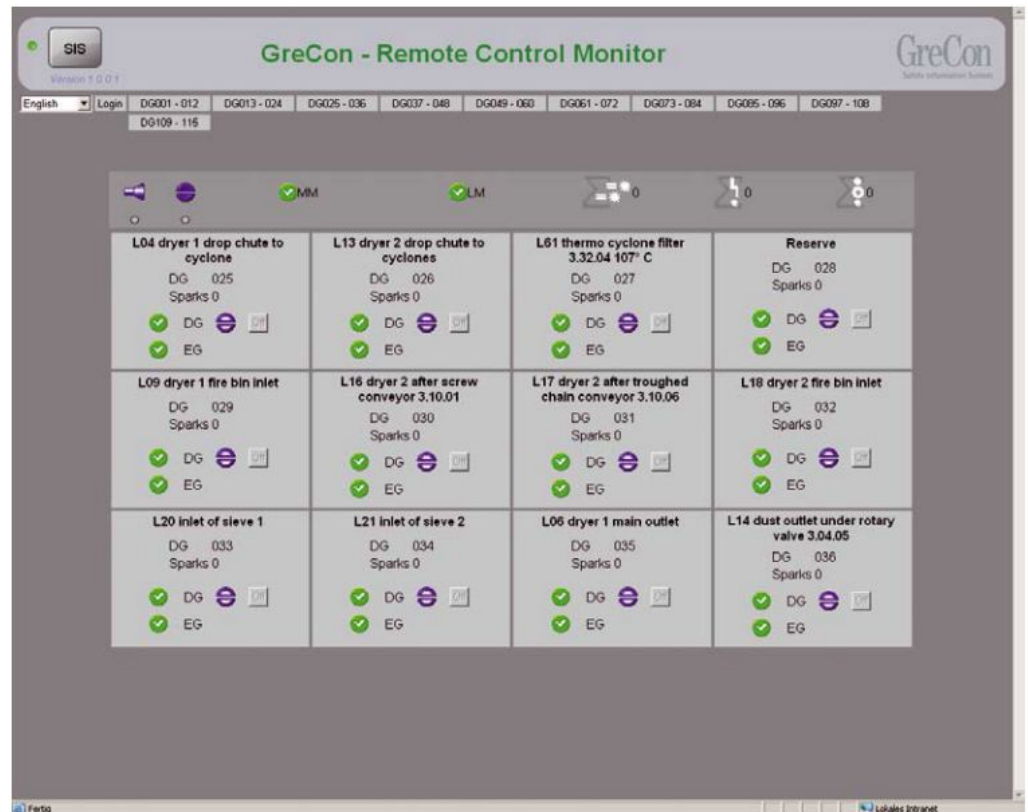 SIS
GreCon - Remote Control Monitor
GreCon
Safety Information System
Version 1.0.0.1
English Login DG001 - 012 DG013 - 024 DG025 - 036 DG037 - 048 DG049 - 060 DG061 - 072 DG073 - 084 DG085 - 096 DG097 - 108
DG109 - 116
MM LM 0 0 0
L04 dryer 1 drop chute to
cyclone
DG 025
Sparks 0
DG Off
EG
L13 dryer 2 drop chute to
cyclones
DG 026
Sparks 0
DG Off
EG
L61 thermo cyclone filter
3.32.04 107° C
DG 027
Sparks 0
DG Off
EG
Reserve
DG 028
Sparks 0
DG Off
EG
L09 dryer 1 fire bin inlet
DG 029
Sparks 0
DG Off
EG
L16 dryer 2 after screw
conveyor 3.10.01
DG 030
Sparks 0
DG Off
EG
L17 dryer 2 after troughed
chain conveyor 3.10.06
DG 031
Sparks 0
DG Off
EG
L18 dryer 2 fire bin inlet
DG 032
Sparks 0
DG Off
EG
L20 inlet of sieve 1
DG 033
Sparks 0
DG Off
EG
L21 inlet of sieve 2
DG 034
Sparks 0
DG Off
EG
L06 dryer 1 main outlet
DG 035
Sparks 0
DG Off
EG
L14 dust outlet under rotary
valve 3.04.05
DG 036
Sparks 0
DG Off
EG
Fertig Lokales Intranet